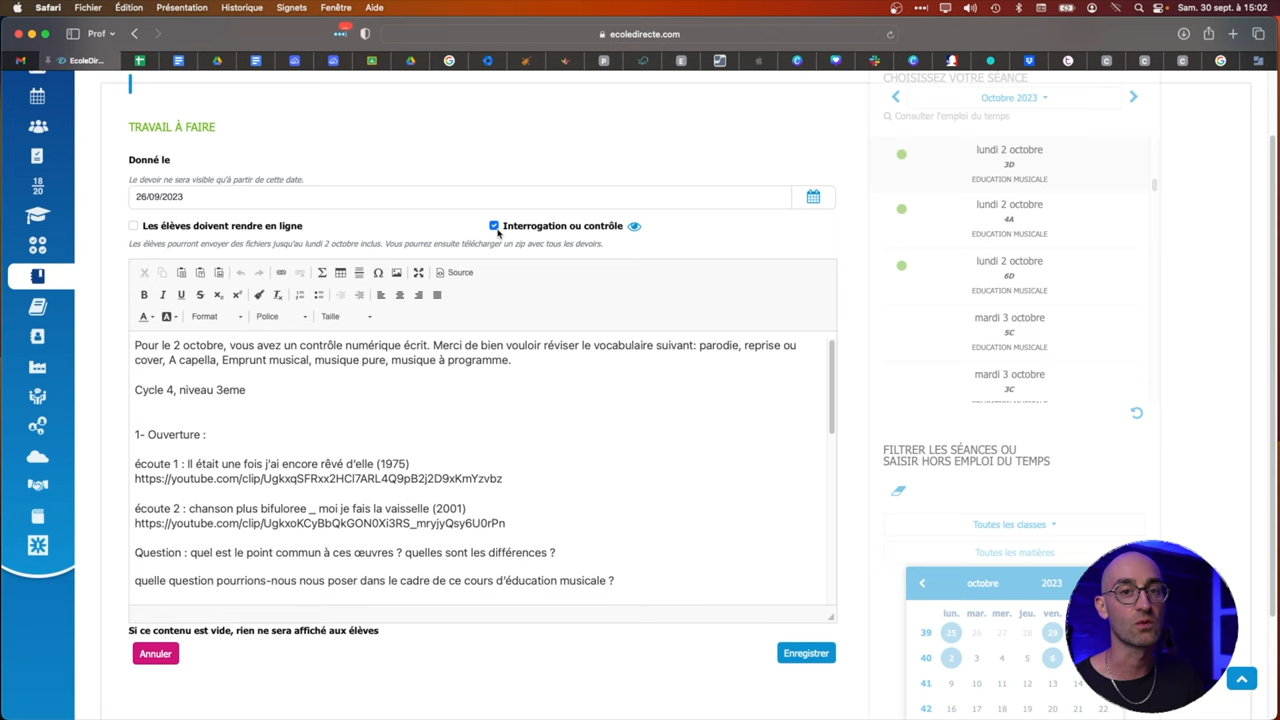 Safari
Fichier
Édition
Présentation
Historique
Signets
Fenêtre
Aide
Sam. 30 sept. à 15:02
Prof
ecoledirecte.com
EcoleDir...
CHOISISSEZ VOTRE SÉANCE
Octobre 2023
Consulter l'emploi du temps
TRAVAIL À FAIRE
Donné le
Le devoir ne sera visible qu'à partir de cette date.
26/09/2023
Les élèves doivent rendre en ligne
Interrogation ou contrôle
Les élèves pourront envoyer des fichiers jusqu'au lundi 2 octobre inclus. Vous pourrez ensuite télécharger un zip avec tous les devoirs.
Source
Format
Police
Taille
Pour le 2 octobre, vous avez un contrôle numérique écrit. Merci de bien vouloir réviser le vocabulaire suivant: parodie, reprise ou
cover, A capella, Emprunt musical, musique pure, musique à programme.
Cycle 4, niveau 3eme
1- Ouverture :
écoute 1 : Il était une fois j'ai encore rêvé d'elle (1975)
https://youtube.com/clip/UgkxqSFRxx2HCl7ARL4Q9pB2j2D9xKmYzvbz
écoute 2 : chanson plus bifuloree _ moi je fais la vaisselle (2001)
https://youtube.com/clip/UgkxoKCyBbQkGON0Xi3RS_mryjyQsy6U0rPn
Question : quel est le point commun à ces œuvres ? quelles sont les différences ?
quelle question pourrions-nous nous poser dans le cadre de ce cours d'éducation musicale ?
Si ce contenu est vide, rien ne sera affiché aux élèves
Annuler
Enregistrer
lundi 2 octobre
3D
EDUCATION MUSICALE
lundi 2 octobre
4A
EDUCATION MUSICALE
lundi 2 octobre
6D
EDUCATION MUSICALE
mardi 3 octobre
5C
EDUCATION MUSICALE
mardi 3 octobre
3C
FILTRER LES SÉANCES OU
SAISIR HORS EMPLOI DU TEMPS
Toutes les classes
Toutes les matières
octobre 2023
lun. mar. mer. jeu. ven.
39 25 26 27 28 29
40 2 3 4 5 6
41 9 10 11 12 13 14
42 16 17 18 19 20 21 22
18
20